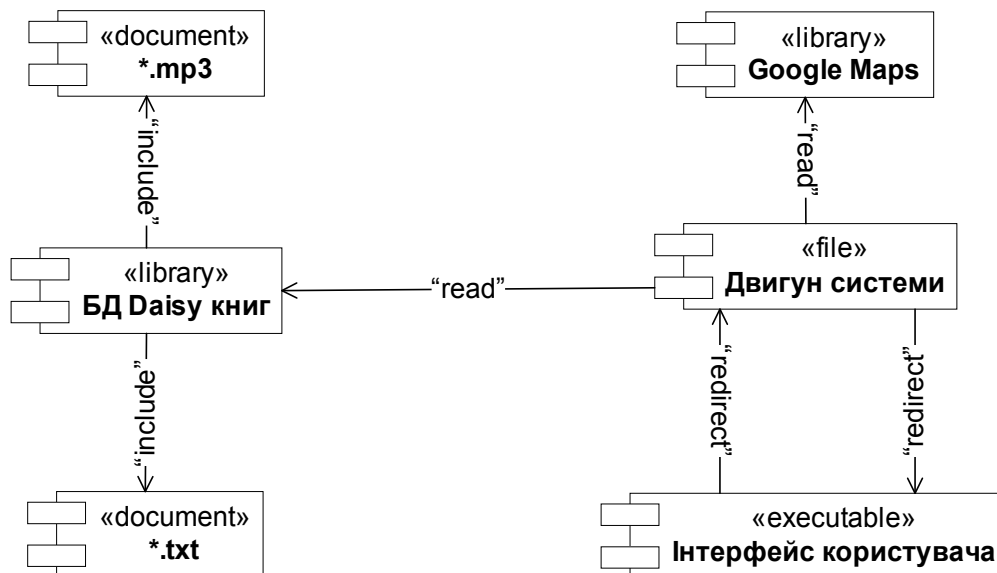 «document»
*.mp3
«library»
Google Maps
“include”
“read”
«library»
БД Daisy книг
“read”
«file»
Двигун системи
“include”
“redirect”
“redirect”
«document»
*.txt
«executable»
Інтерфейс користувача